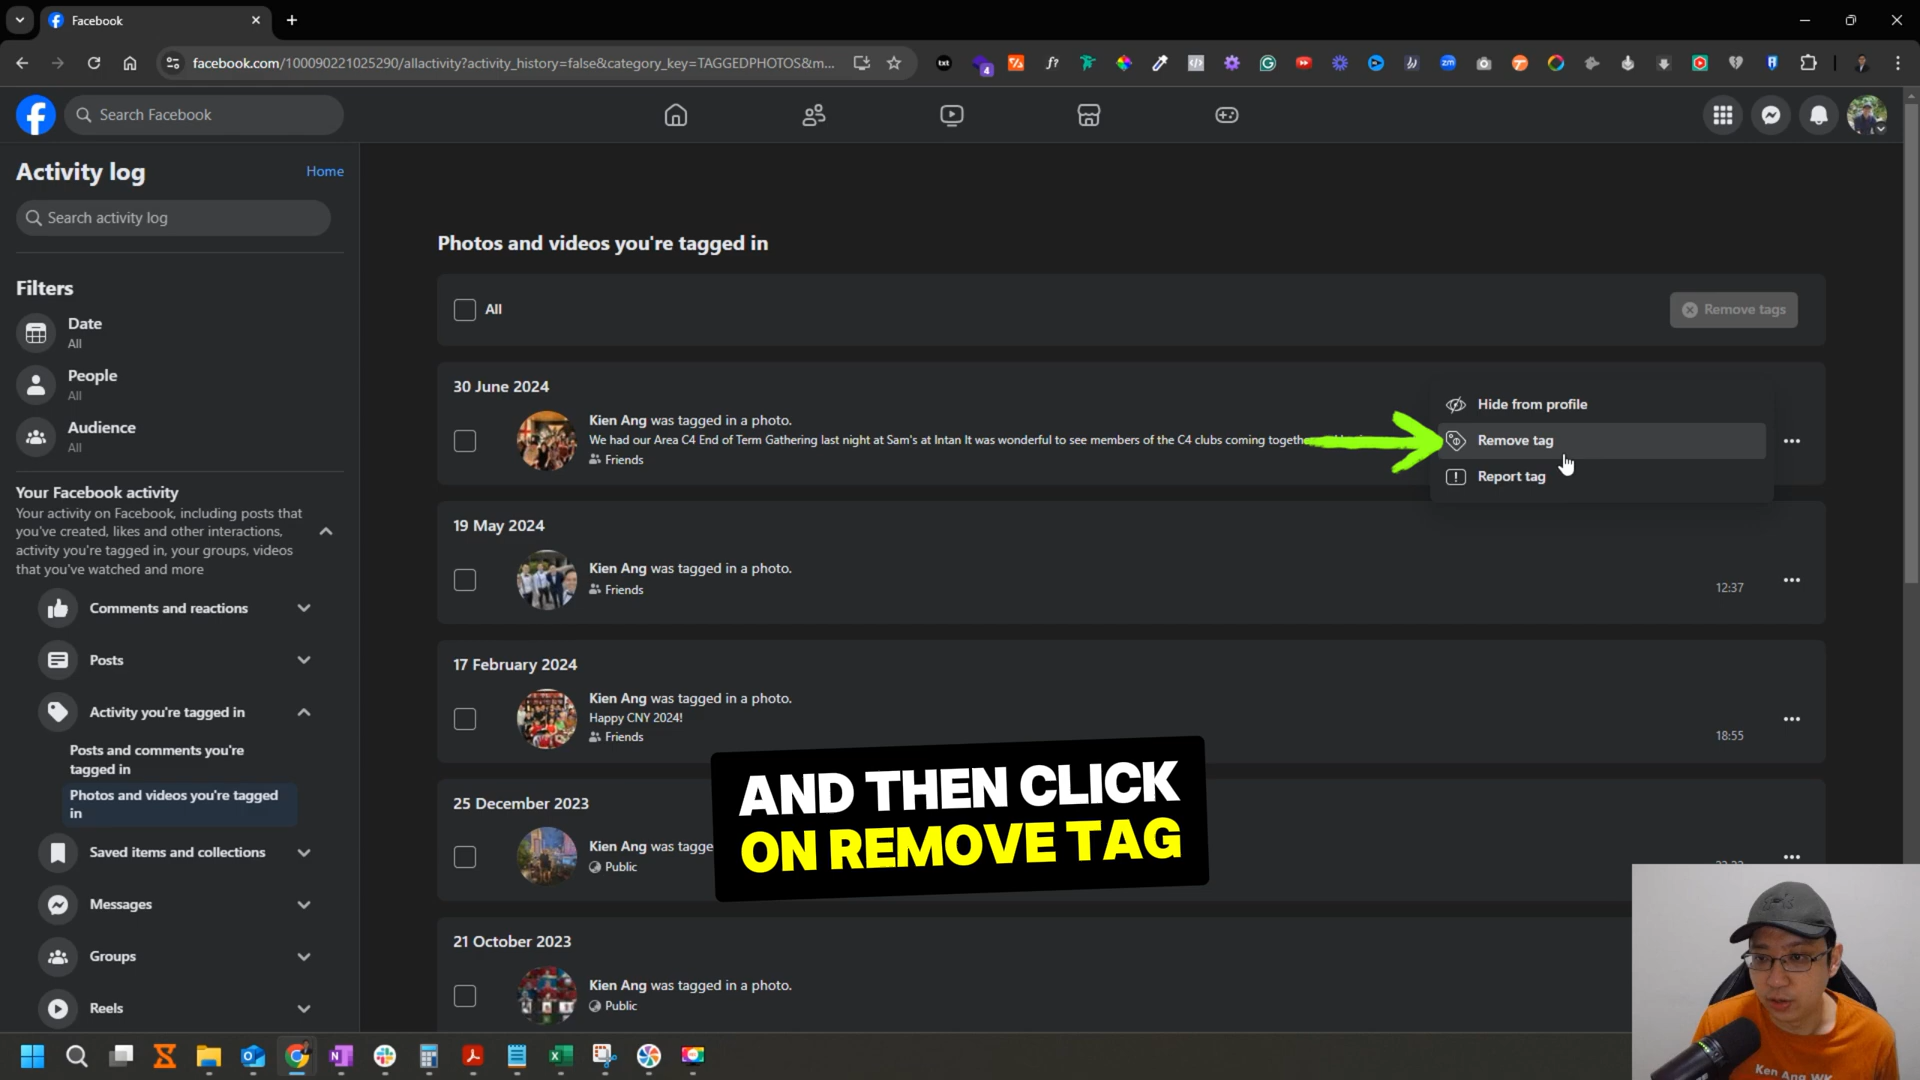 Facebook
facebook.com/100090221025290/allactivity?activity_history=false&category_key=TAGGEDPHOTOS&m...
Search Facebook
Activity log
Home
Search activity log
Filters
Date
All
People
All
Audience
All
Your Facebook activity
Your activity on Facebook, including posts that
you've created, likes and other interactions,
activity you're tagged in, your groups, videos
that you've watched and more
Comments and reactions
Posts
Activity you're tagged in
Posts and comments you're
tagged in
Photos and videos you're tagged
in
Saved items and collections
Messages
Groups
Reels
Photos and videos you're tagged in
All
Remove tags
30 June 2024
Kien Ang was tagged in a photo.
We had our Area C4 End of Term Gathering last night at Sam's at Intan It was wonderful to see members of the C4 clubs coming
Friends
Hide from profile
Remove tag
Report tag
19 May 2024
Kien Ang was tagged in a photo.
Friends
12:37
17 February 2024
Kien Ang was tagged in a photo.
Happy CNY 2024!
Friends
18:55
25 December 2023
Kien Ang was tagge
Public
21 October 2023
Kien Ang was tagged in a photo.
Public
AND THEN CLICK
ON REMOVE TAG
Ken Ang WK